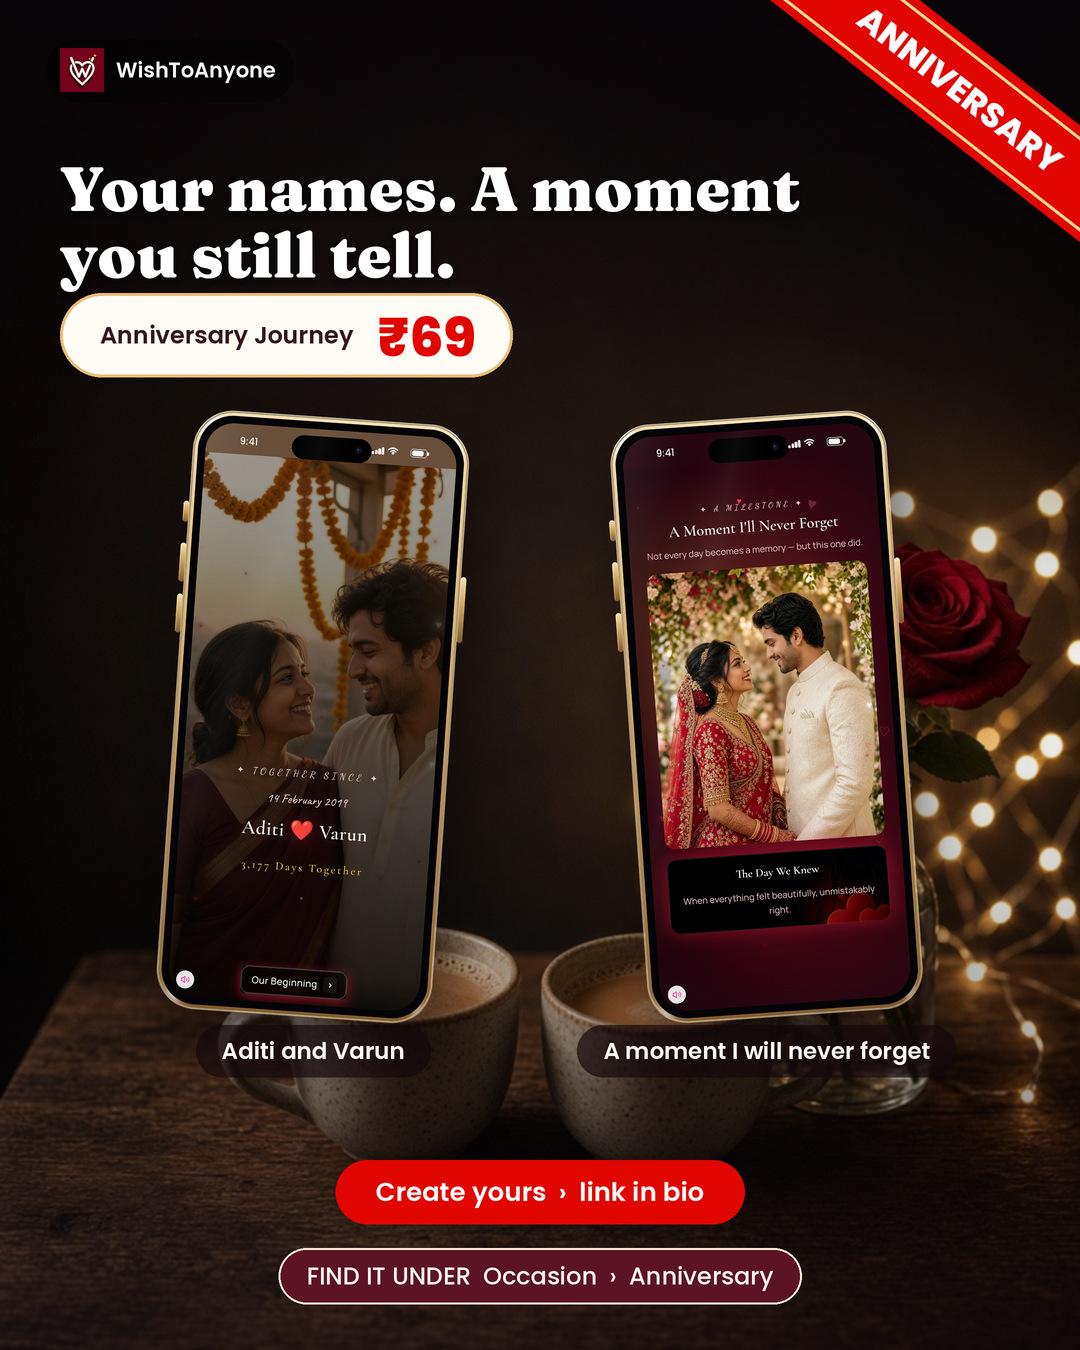 WishToAnyone
ANNIVERSARY
Your names. A moment
you still tell.
Anniversary Journey ₹69
9:41
✦ TOGETHER SINCE ✦
14 February 2019
Aditi ❤️ Varun
3,177 Days Together
Our Beginning ›
9:41
✦ A MILESTONE ✦
A Moment I'll Never Forget
Not every day becomes a memory — but this one did.
The Day We Knew
When everything felt beautifully, unmistakably
right.
Aditi and Varun
A moment I will never forget
Create yours › link in bio
FIND IT UNDER Occasion › Anniversary